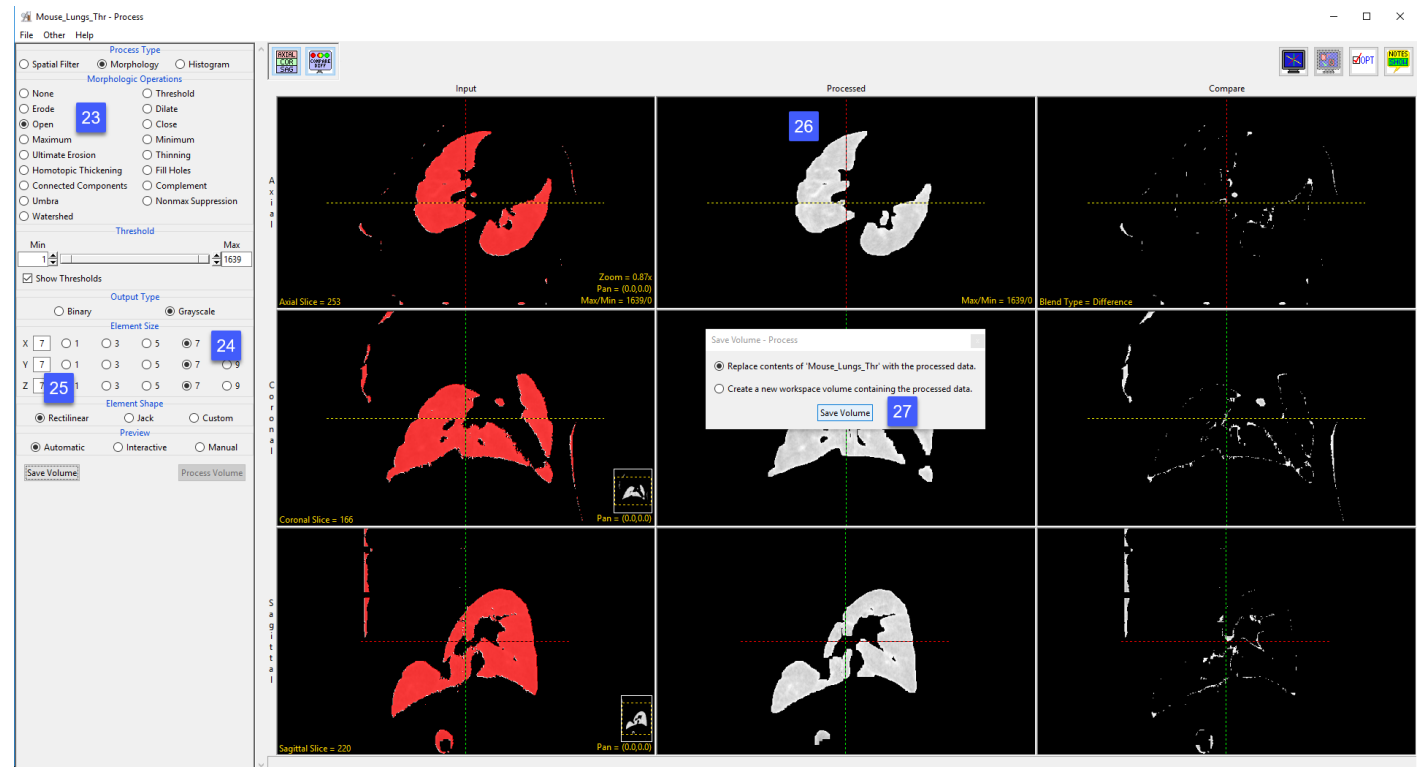 Mouse_Lungs_Thr - Process
File Other Help
Process Type
Spatial Filter Morphology Histogram
Morphologic Operations
None Threshold
Erode Dilate
23
Open Close
Maximum Minimum
Ultimate Erosion Thinning
Homotopic Thickening Fill Holes
Connected Components Complement
Umbra Nonmax Suppression
Watershed
Threshold
Min Max
1 1639
Show Thresholds
Output Type
Binary Grayscale
Element Size
X 7 1 3 5 7
24
Y 7 1 3 5 7 9
Z 7 1 3 5 7 9
25
Element Shape
Rectilinear Jack Custom
Preview
Automatic Interactive Manual
Save Volume Process Volume
AXIAL
COR
SAG
COMPARE
DIFF
OPT
NOTES
SHOW
Input Processed Compare
26
Axial
Zoom = 0.87x
Pan = (0.0,0.0)
Axial Slice = 253 Max/Min = 1639/0
Max/Min = 1639/0
Blend Type = Difference
Save Volume - Process
Replace contents of 'Mouse_Lungs_Thr' with the processed data.
Create a new workspace volume containing the processed data.
Save Volume
27
Coronal
Coronal Slice = 166 Pan = (0.0,0.0)
Sagittal
Sagittal Slice = 220 Pan = (0.0,0.0)